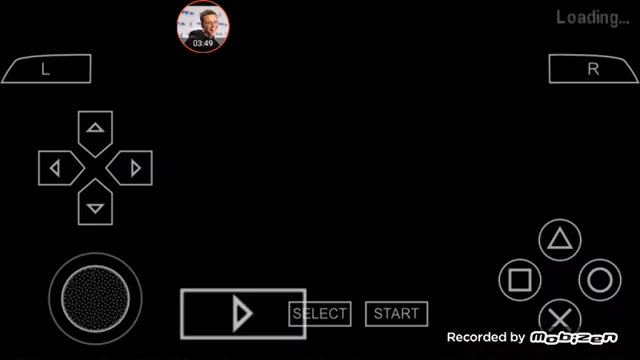 Loading...
03:49
L
R
SELECT
START
Recorded by mobizen